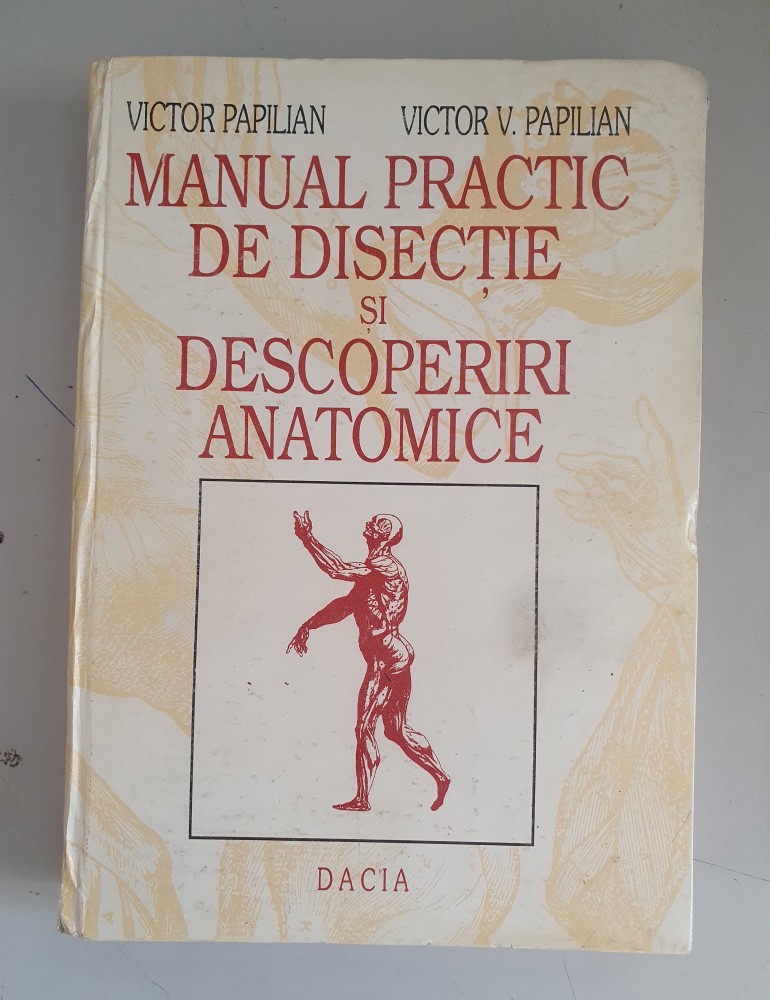 VICTOR PAPILIAN VICTOR V. PAPILIAN
MANUAL PRACTIC
DE DISECȚIE
ȘI
DESCOPERIRI
ANATOMICE
DACIA